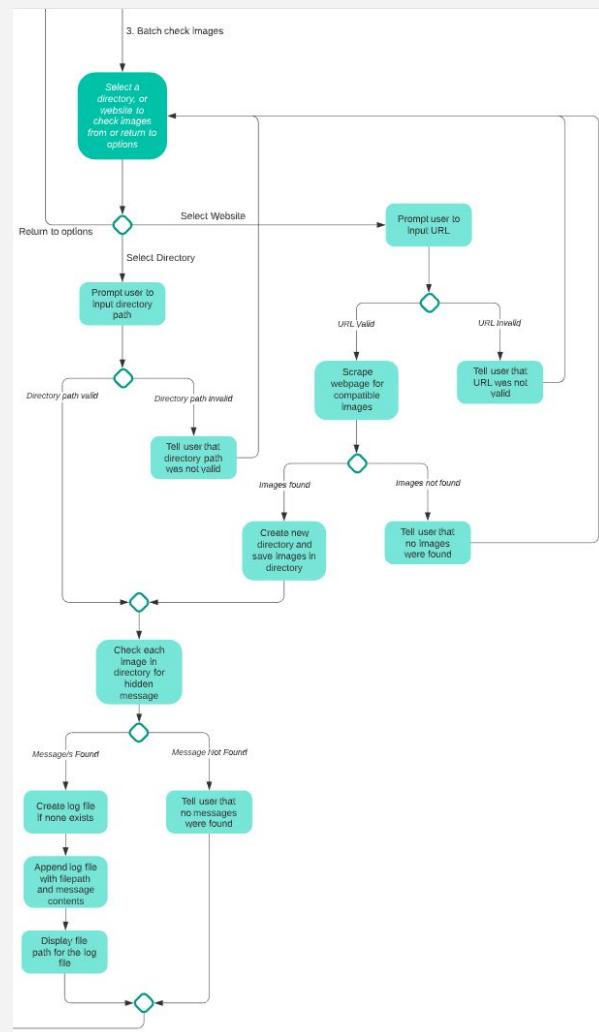 3. Batch check images
Select a
directory, or
website to
check images
from or return to
options
Select Website
Return to options
Prompt user to
input URL
Select Directory
Prompt user to
input directory
path
URL Valid
URL Invalid
Scrape
webpage for
compatible
images
Tell user that
URL was not
valid
Directory path valid
Directory path invalid
Tell user that
directory path
was not valid
Images found
Images not found
Create new
directory and
save images in
directory
Tell user that
no images
were found
Check each
image in
directory for
hidden
message
Message/s Found
Message Not Found
Create log file
if none exists
Tell user that
no messages
were found
Append log file
with filepath
and message
contents
Display file
path for the log
file